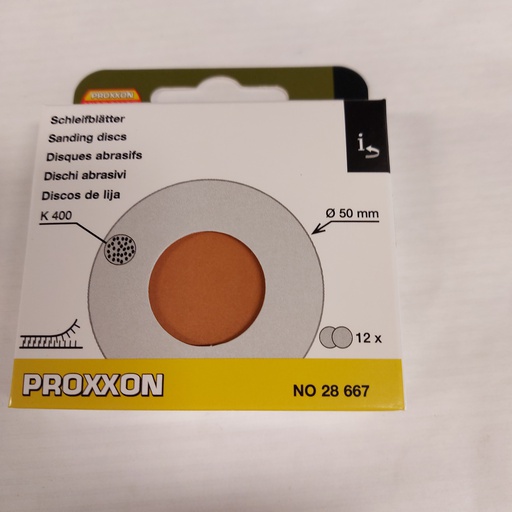 PROXXON
Schleifblätter
Sanding discs
Disques abrasifs
Dischi abrasivi
Discos de lija
K 400
Ø 50 mm
12 x
PROXXON
NO 28 667
i